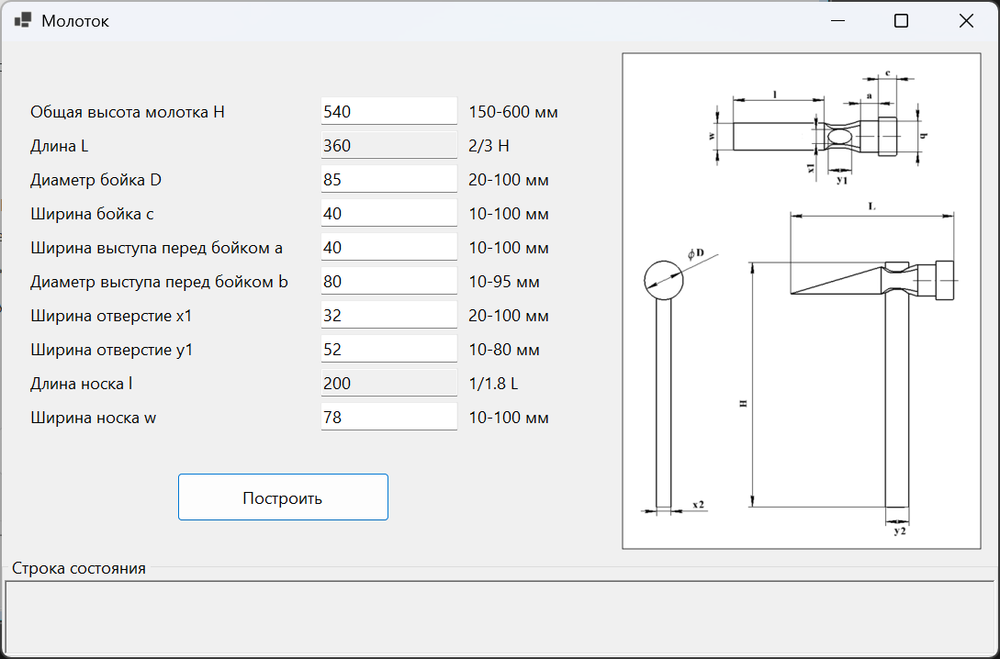 Молоток
Общая высота молотка H 540 150-600 мм
Длина L 360 2/3 H
Диаметр бойка D 85 20-100 мм
Ширина бойка c 40 10-100 мм
Ширина выступа перед бойком a 40 10-100 мм
Диаметр выступа перед бойком b 80 10-95 мм
Ширина отверстие x1 32 20-100 мм
Ширина отверстие y1 52 10-80 мм
Длина носка l 200 1/1.8 L
Ширина носка w 78 10-100 мм
Построить
c
a
l
w
b
x1
y1
L
ϕD
H
x2
y2
Строка состояния